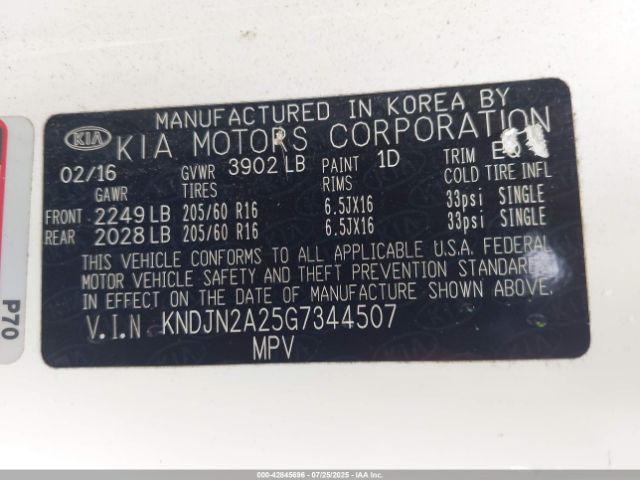 MANUFACTURED IN KOREA BY
KIA KIA MOTORS CORPORATION
02/16 GVWR 3902 LB PAINT 1D TRIM
GAWR TIRES RIMS COLD TIRE INFL
FRONT 2249 LB 205/60 R16 6.5JX16 33psi SINGLE
REAR 2028 LB 205/60 R16 6.5JX16 33psi SINGLE
THIS VEHICLE CONFORMS TO ALL APPLICABLE U.S.A. FEDERAL
MOTOR VEHICLE SAFETY AND THEFT PREVENTION STANDARDS
IN EFFECT ON THE DATE OF MANUFACTURE SHOWN ABOVE.
V.I.N. KNDJN2A25G7344507
MPV
P70
000-42845696 - 07/25/2025 - IAAI.COM